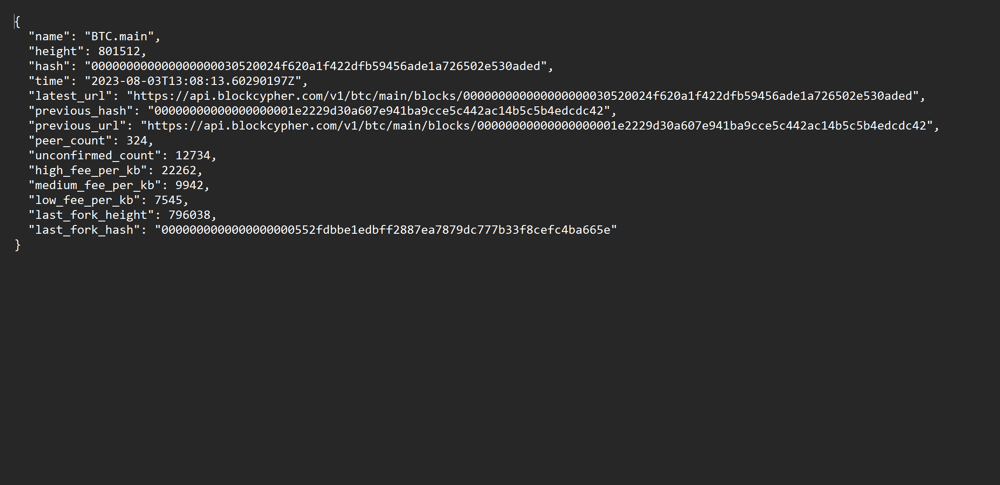 {
  "name": "BTC.main",
  "height": 801512,
  "hash": "000000000000000000030520024f620a1f422dfb59456ade1a726502e530aded",
  "time": "2023-08-03T13:08:13.60290197Z",
  "latest_url": "https://api.blockcypher.com/v1/btc/main/blocks/000000000000000000030520024f620a1f422dfb59456ade1a726502e530aded",
  "previous_hash": "00000000000000000001e2229d30a607e941ba9cce5c442ac14b5c5b4edcdc42",
  "previous_url": "https://api.blockcypher.com/v1/btc/main/blocks/00000000000000000001e2229d30a607e941ba9cce5c442ac14b5c5b4edcdc42",
  "peer_count": 324,
  "unconfirmed_count": 12734,
  "high_fee_per_kb": 22262,
  "medium_fee_per_kb": 9942,
  "low_fee_per_kb": 7545,
  "last_fork_height": 796038,
  "last_fork_hash": "0000000000000000000552fdbbe1edbff2887ea7879dc777b33f8cefc4ba665e"
}